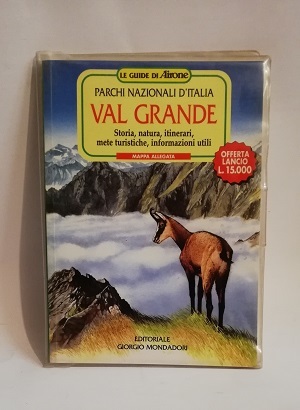 LE GUIDE DI Airone
PARCHI NAZIONALI D'ITALIA
VAL GRANDE
Storia, natura, itinerari,
mete turistiche, informazioni utili
MAPPA ALLEGATA
OFFERTA
LANCIO
L. 15.000
EDITORIALE
GIORGIO MONDADORI